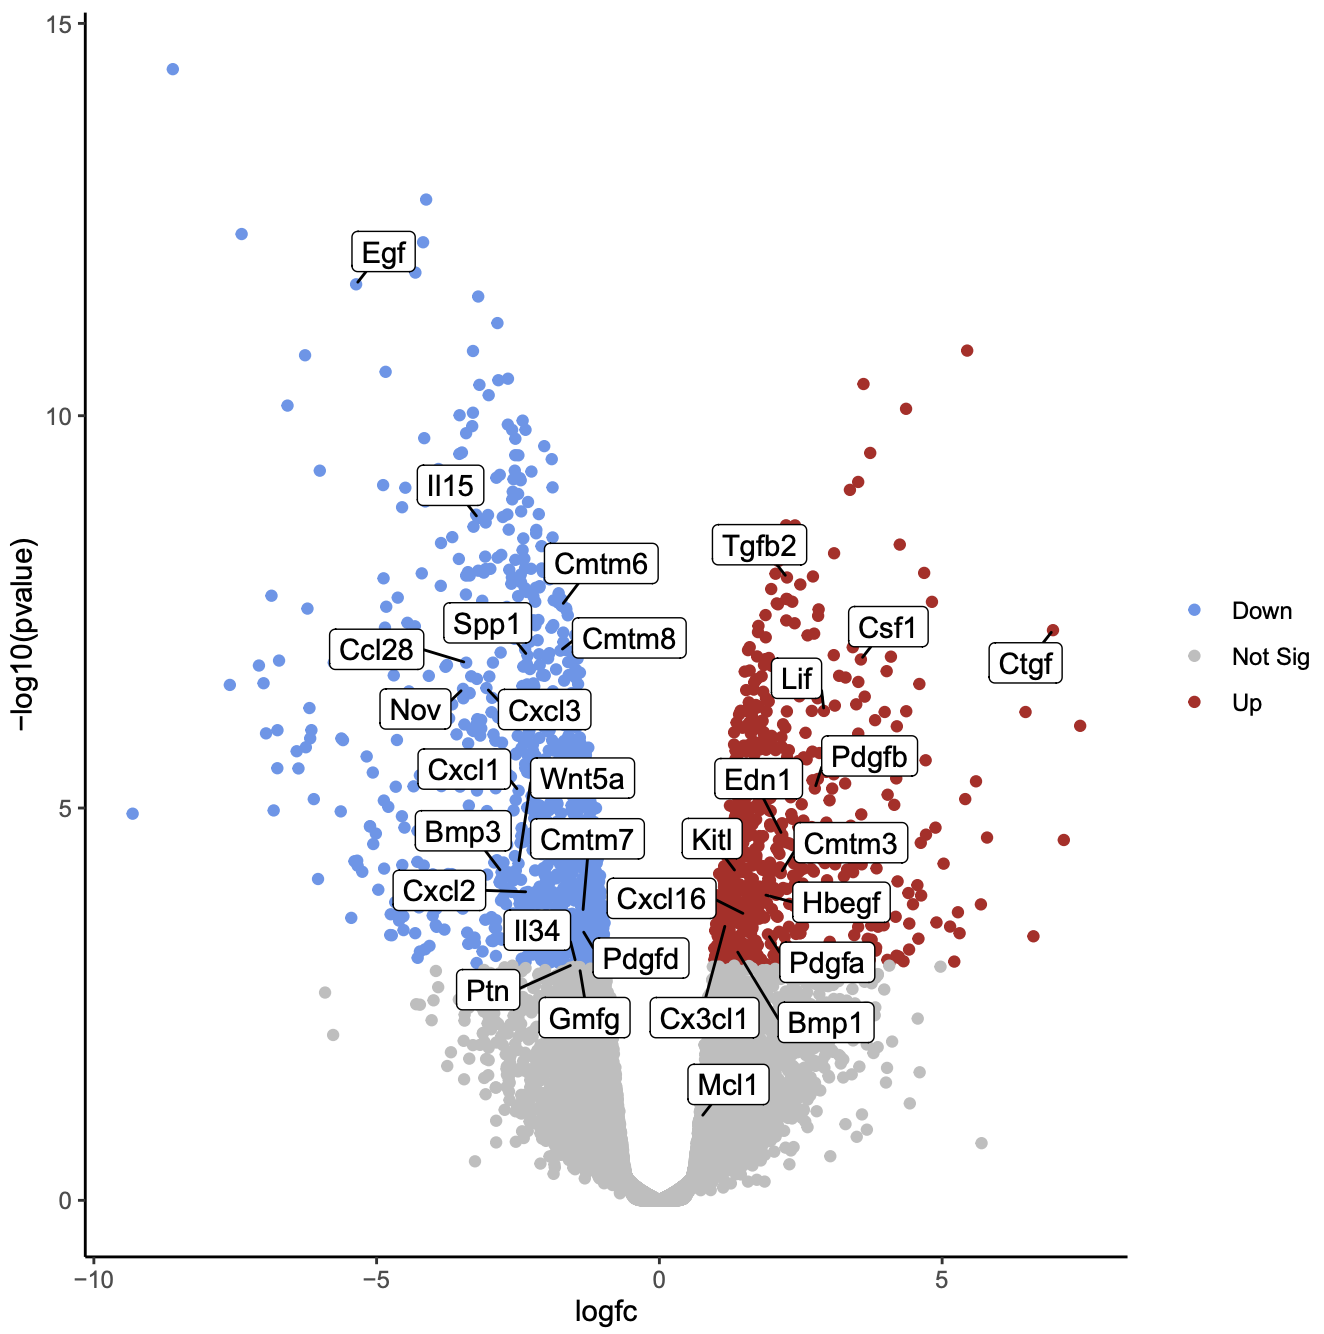 15
Egf
10
Il15
Tgfb2
Cmtm6
Spp1
Csf1
Cmtm8
Ccl28
Ctgf
Lif
Nov
Cxcl3
Pdgfb
Cxcl1
Wnt5a
Edn1
5
Bmp3
Cmtm7
Kitl
Cmtm3
Cxcl2
Cxcl16
Hbegf
Il34
Pdgfd
Pdgfa
Ptn
Gmfg
Cx3cl1
Bmp1
Mcl1
0
−10
−5
0
5
logfc
−log10(pvalue)
Down
Not Sig
Up